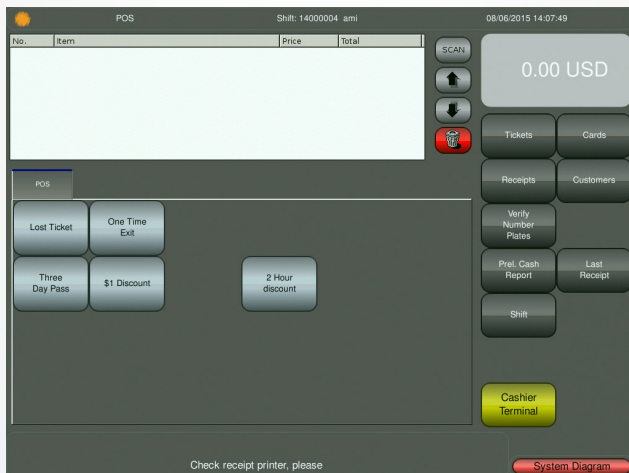 POS
Shift: 14000004 ami
08/06/2015 14:07:49
No. Item Price Total
SCAN
0.00 USD
Tickets
Cards
Receipts
Customers
Verify
Number
Plates
Prel. Cash
Report
Last
Receipt
Shift
Cashier
Terminal
POS
Lost Ticket
One Time
Exit
Three
Day Pass
$1 Discount
2 Hour
discount
Check receipt printer, please
System Diagram